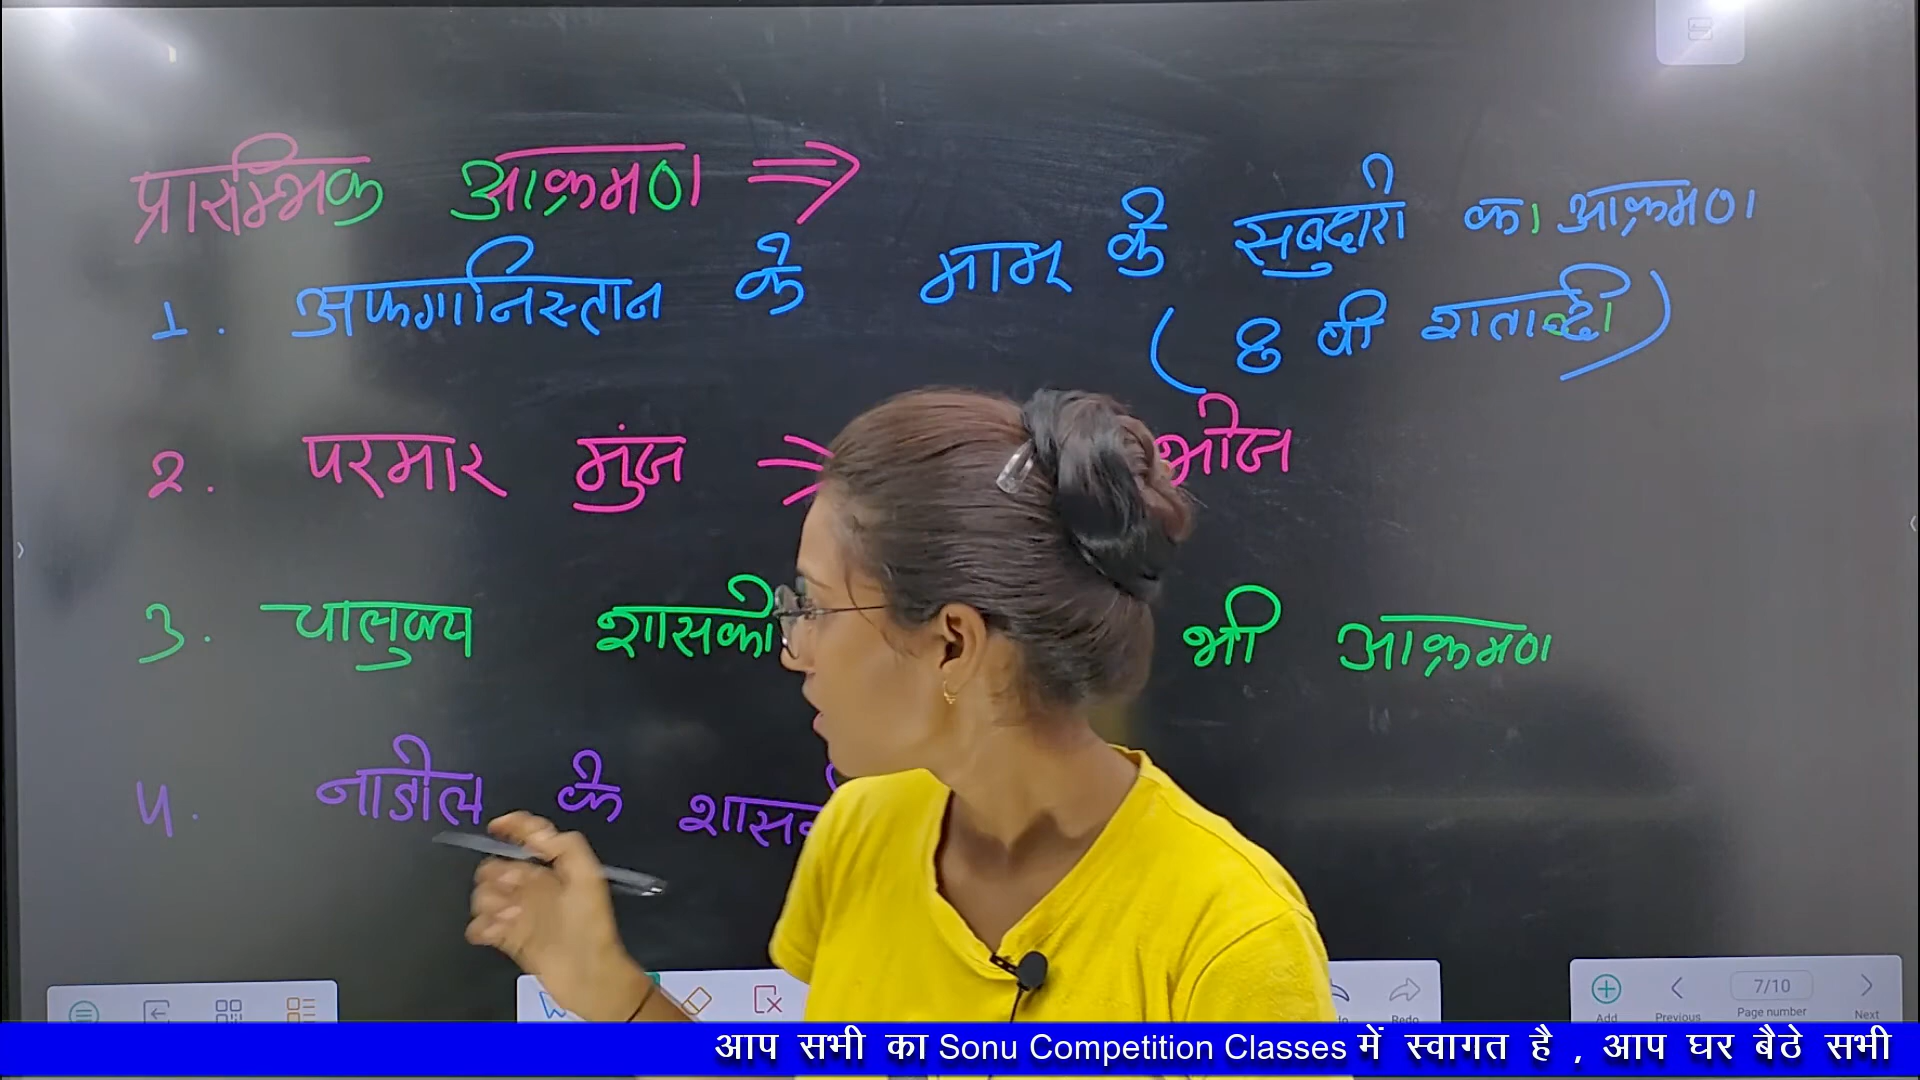 प्रारम्भिक आक्रमण ⇒
1. अफगानिस्तान के मामू के सुबुदारो का आक्रमण
(8 वी शताब्दी)
2. परमार मुंज ⇒ भोज
3. चालुक्य शासको भी आक्रमण
4. नाडोल के
Add
Previous
7/10
Page number
Next
Redo
आप सभी का Sonu Competition Classes में स्वागत है , आप घर बैठे सभी